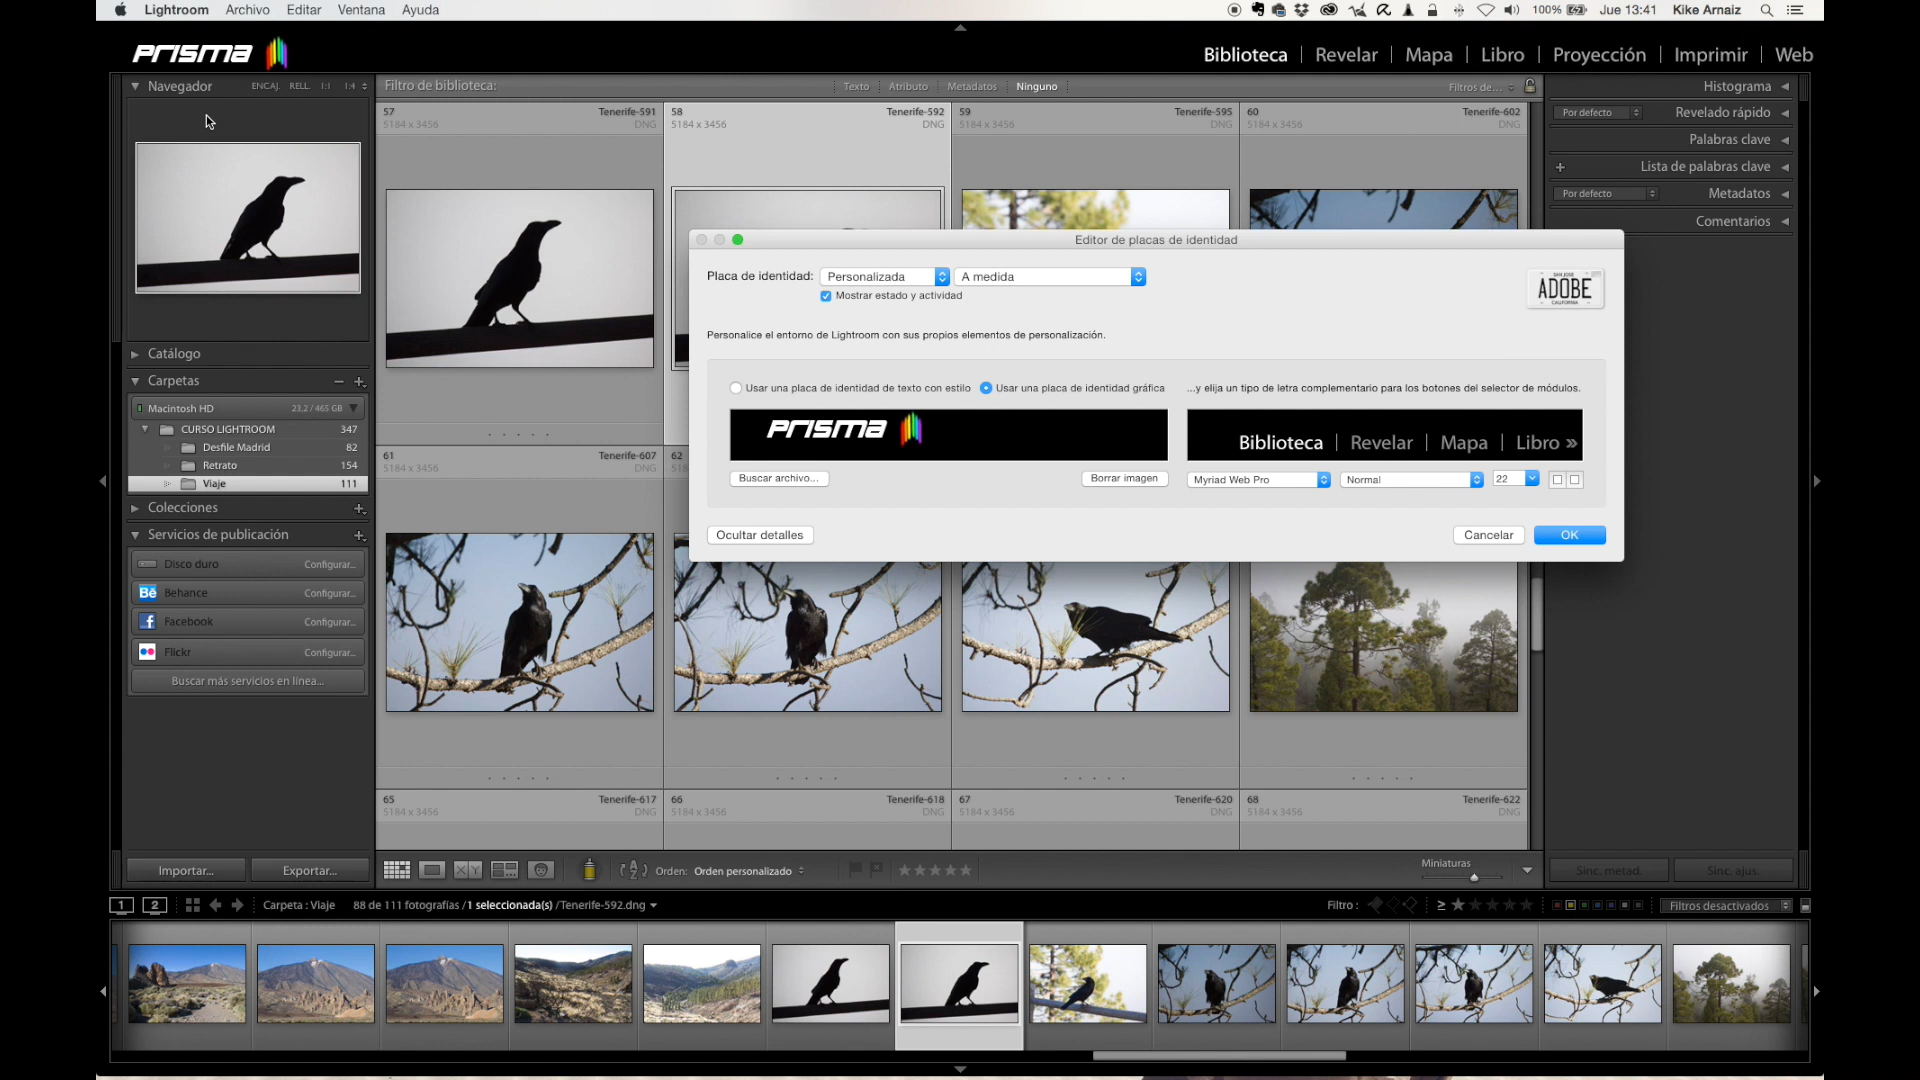 Lightroom Archivo Editar Ventana Ayuda
100% Jue 13:41 Kike Arnaiz
prisma
Biblioteca Revelar Mapa Libro Proyección Imprimir Web
Navegador ENCAJ. RELL. 1:1 1:4
Filtro de biblioteca: Texto Atributo Metadatos Ninguno Filtros de...
Histograma
Por defecto Revelado rápido
Palabras clave
Lista de palabras clave
Por defecto Metadatos
Comentarios
57 Tenerife-591
5184 x 3456 DNG
58 Tenerife-592
5184 x 3456 DNG
59 Tenerife-595
5184 x 3456
60 Tenerife-602
5184 x 3456 DNG
Editor de placas de identidad
Placa de identidad: Personalizada A medida
Mostrar estado y actividad
SAN JOSE
ADOBE
CALIFORNIA
Personalice el entorno de Lightroom con sus propios elementos de personalización.
Usar una placa de identidad de texto con estilo Usar una placa de identidad gráfica ...y elija un tipo de letra complementario para los botones del selector de módulos.
prisma
Biblioteca Revelar Mapa Libro »
Buscar archivo... Borrar imagen Myriad Web Pro Normal 22
Ocultar detalles Cancelar OK
Catálogo
Carpetas
Macintosh HD 23,2 / 465 GB
CURSO LIGHTROOM 347
Desfile Madrid 82
Retrato 154
Viaje 111
Colecciones
Servicios de publicación
Disco duro Configurar...
Bē Behance Configurar...
f Facebook Configurar...
Flickr Configurar...
Buscar más servicios en línea...
61 Tenerife-607
5184 x 3456 DNG
62
65 Tenerife-617
5184 x 3456 DNG
66 Tenerife-618
5184 x 3456 DNG
67 Tenerife-620
5184 x 3456 DNG
68 Tenerife-622
5184 x 3456 DNG
Importar... Exportar...
X Y
Orden: Orden personalizado
Miniaturas
Sinc. metad. Sinc. ajus.
1 2 Carpeta : Viaje 88 de 111 fotografías /1 seleccionada(s) /Tenerife-592.dng
Filtro : ≥ Filtros desactivados